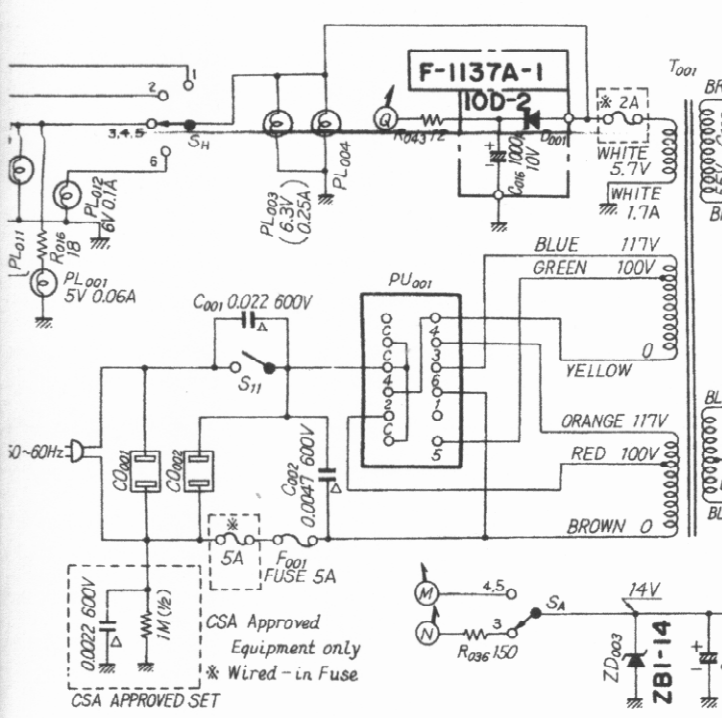 F-1137A-1
10D-2
T001
1
2
3,4,5
6
SH
Q
R043 72
D001
C016 1000μ
10V
※ 2A
WHITE
5.7V
WHITE
1.7A
PL003
6.3V
0.25A
PL004
PL011
R016
18
PL012
6V 0.1A
PL001
5V 0.06A
BLUE 117V
GREEN 100V
PU001
C001 0.022 600V
S11
C
C
C
4
2
C
4
3
6
1
5
YELLOW 0
ORANGE 117V
RED 100V
BROWN 0
50~60Hz
CO001
CO002
C002
0.0047 600V
※
5A
F001
FUSE 5A
0.0022 600V
1M (½)
CSA Approved
Equipment only
※ Wired-in Fuse
CSA APPROVED SET
M
4,5
SA
14V
N
3
R036 150
ZD003
ZB1-14